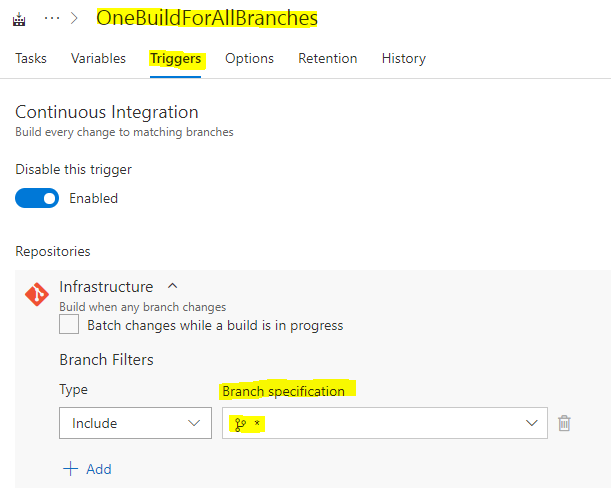 ··· > OneBuildForAllBranches
Tasks Variables Triggers Options Retention History
Continuous Integration
Build every change to matching branches
Disable this trigger
Enabled
Repositories
Infrastructure
Build when any branch changes
Batch changes while a build is in progress
Branch Filters
Type Branch specification
Include *
+ Add